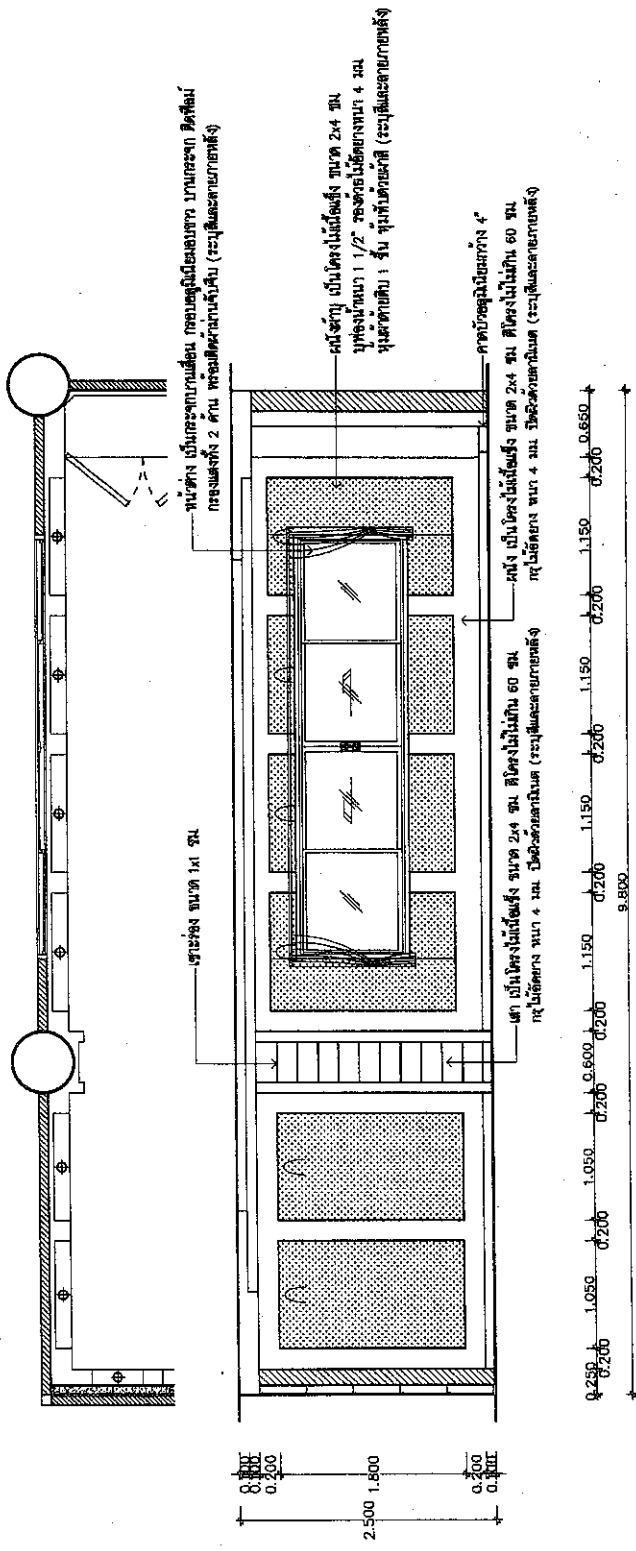 หน้าต่าง เป็นกระจกบานเลื่อน กรอบอลูมิเนียมอบขาว บานกระจก ติดฟิลม์
กรองแสงทั้ง 2 ด้าน พร้อมติดผ้าม่านจับจีบ (ระบุสีและลายภายหลัง)
ผนังผ้าบุ เป็นโครงไม้เนื้อแข็ง ขนาด 2x4 ซม
บุฟองน้ำหนา 1 1/2" รองด้วยไม้อัดยางหนา 4 มม
หุ้มผ้าด้ายดิบ 1 ชั้น หุ้มทับด้วยผ้าสี (ระบุสีและลายภายหลัง)
เซาะร่อง ขนาด 1x1 ซม
คาดบัวอลูมิเนียมกว้าง 4"
ผนัง เป็นโครงไม้เนื้อแข็ง ขนาด 2x4 ซม ตีโครงไม้ไม่เกิน 60 ซม
กรุไม้อัดยาง หนา 4 มม. ปิดผิวด้วยลามิเนต (ระบุสีและลายภายหลัง)
เสา เป็นโครงไม้เนื้อแข็ง ขนาด 2x4 ซม ตีโครงไม้ไม่เกิน 60 ซม
กรุไม้อัดยาง หนา 4 มม. ปิดผิวด้วยลามิเนต (ระบุสีและลายภายหลัง)
0.250 0.200 1.050 0.200 1.050 0.200 0.600 0.200 1.150 0.200 1.150 0.200 1.150 0.200 1.150 0.200 0.650
9.800
0.200 1.800 0.200
2.500